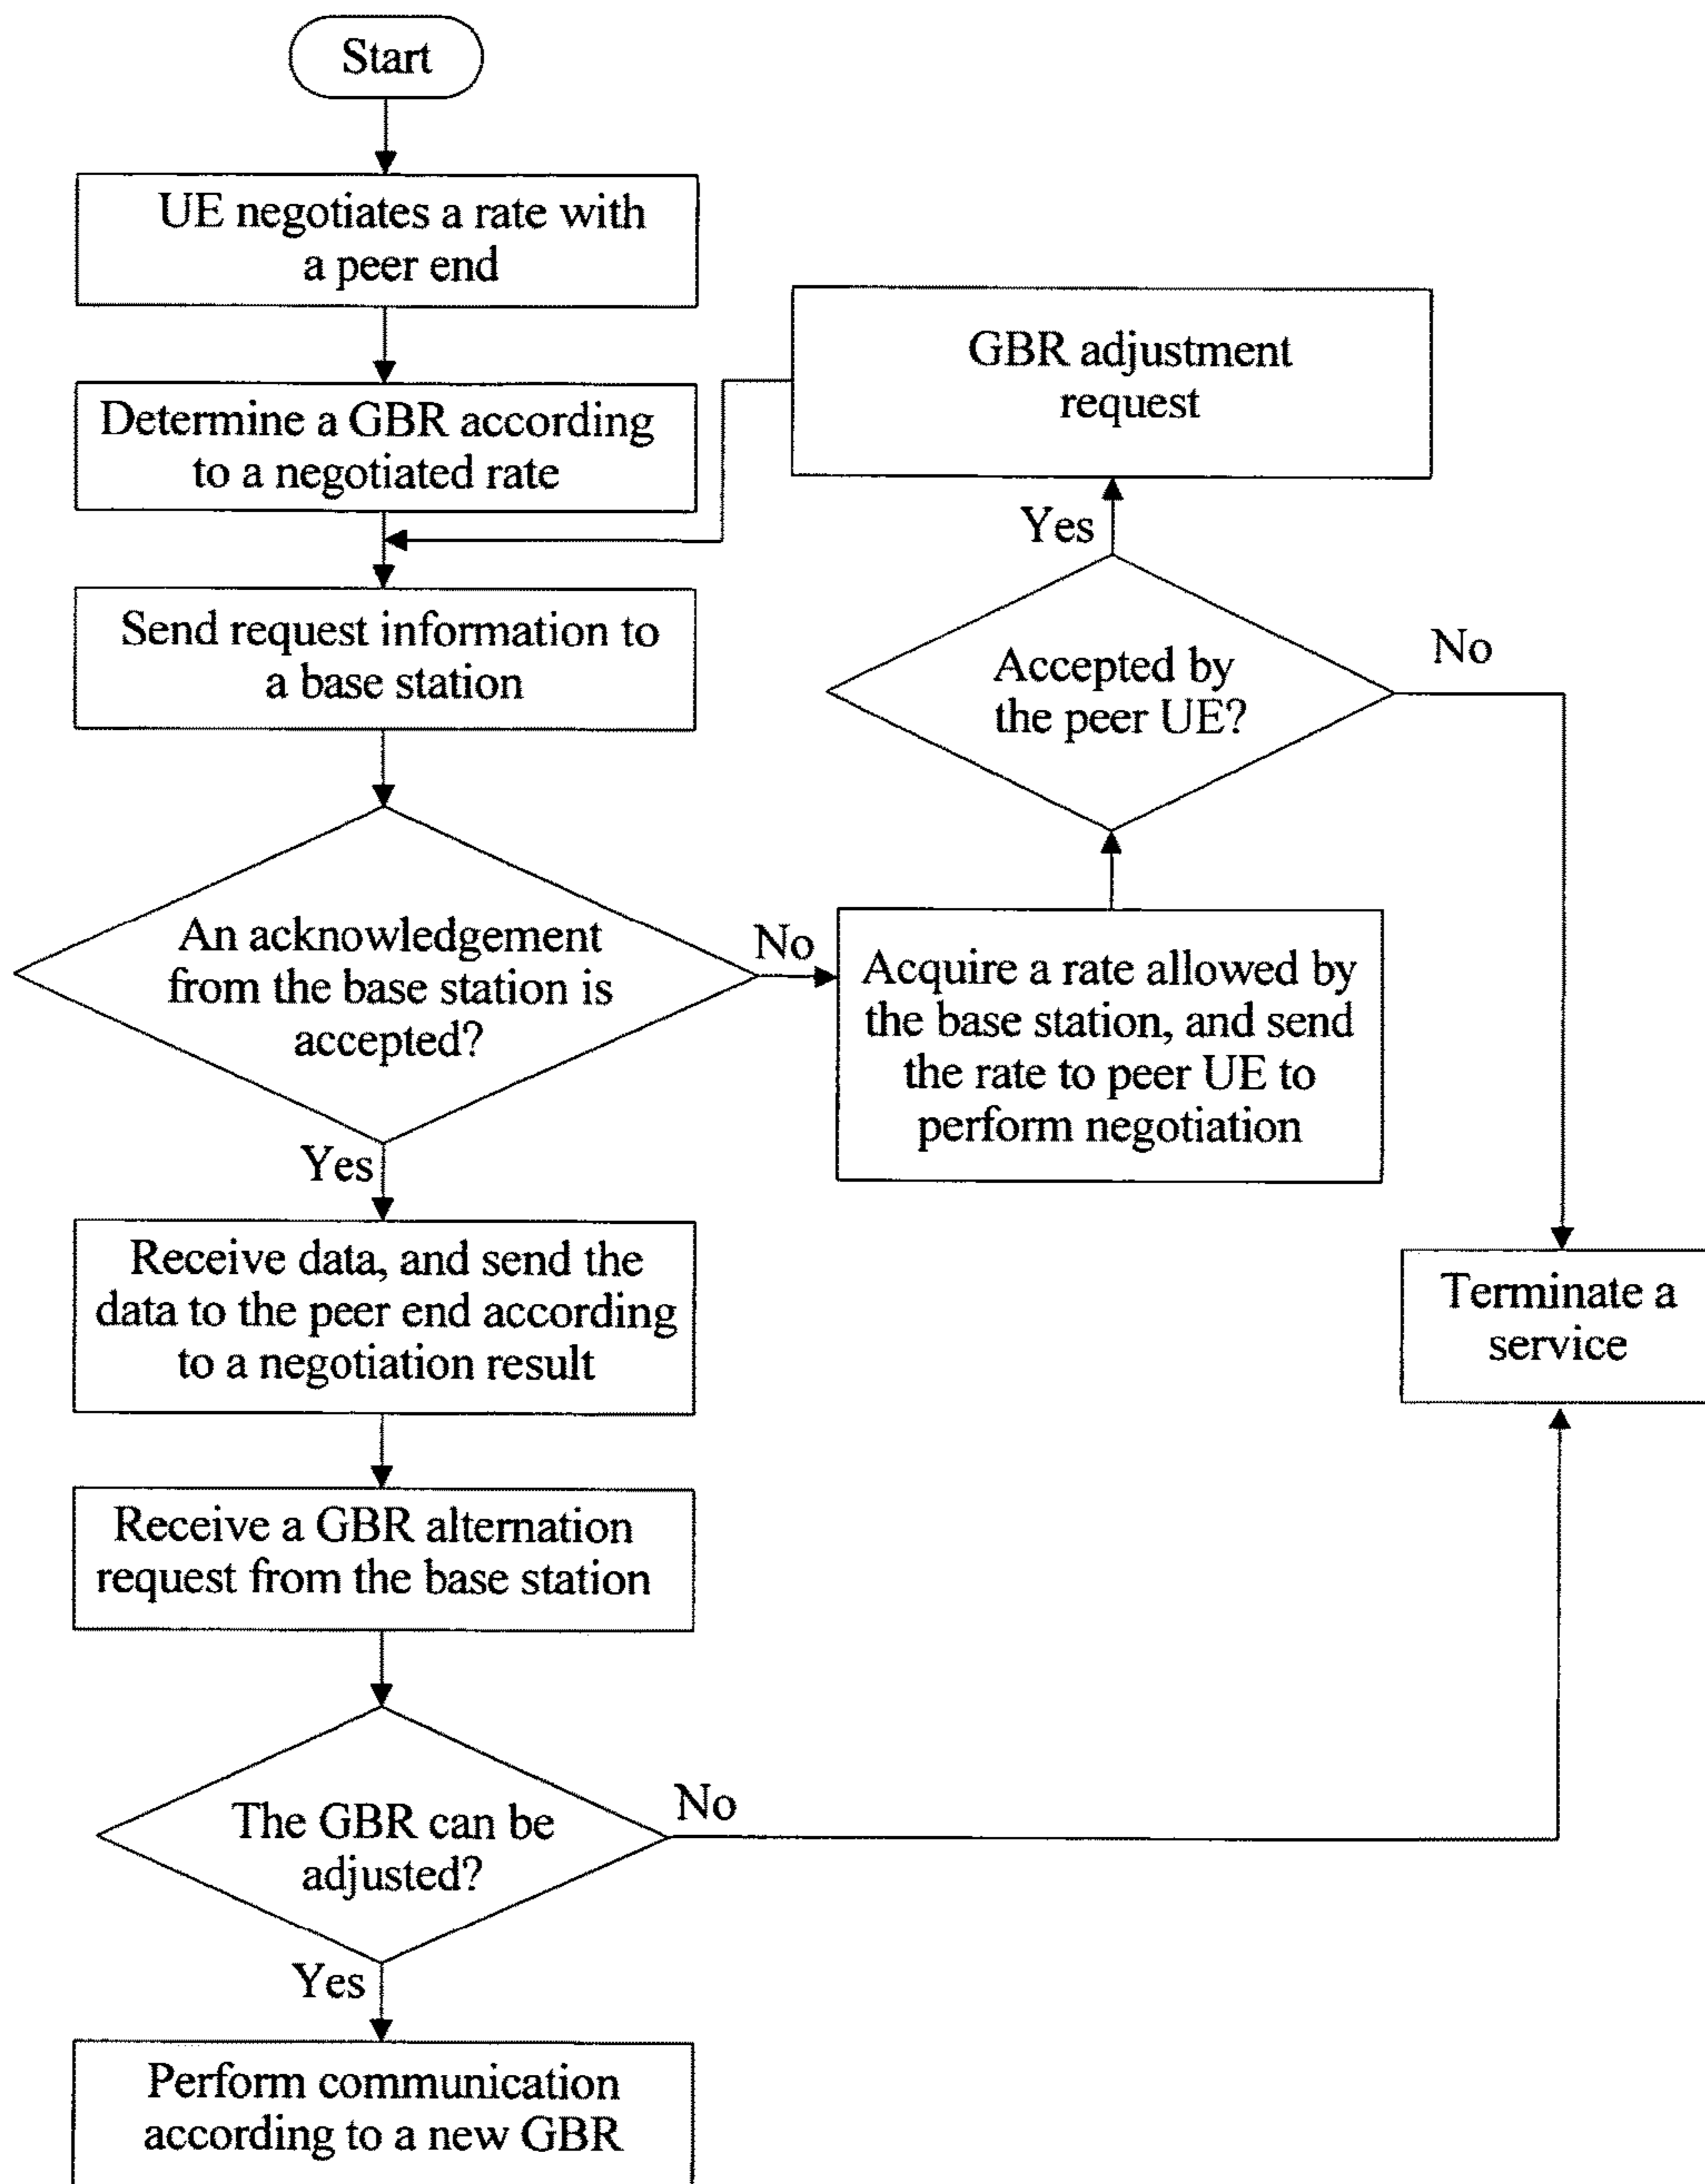 Start
UE negotiates a rate with
a peer end
Determine a GBR according
to a negotiated rate
GBR adjustment
request
Yes
Send request information to
a base station
Accepted by
the peer UE?
No
An acknowledgement
from the base station is
accepted?
No
Acquire a rate allowed by
the base station, and send
the rate to peer UE to
perform negotiation
Yes
Receive data, and send the
data to the peer end according
to a negotiation result
Terminate a
service
Receive a GBR alternation
request from the base station
The GBR can be
adjusted?
No
Yes
Perform communication
according to a new GBR